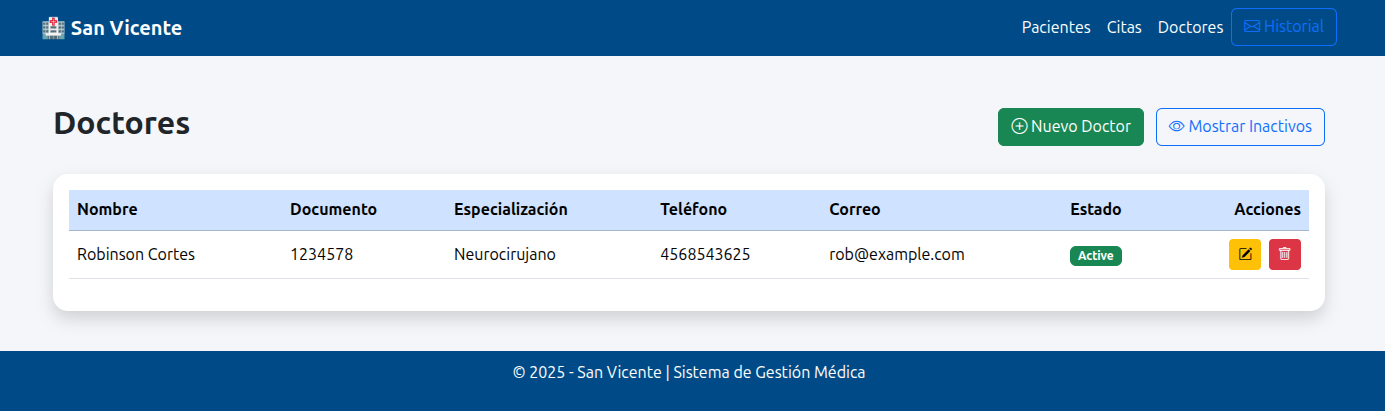 San Vicente Pacientes Citas Doctores Historial
Doctores Nuevo Doctor Mostrar Inactivos
Nombre Documento Especialización Teléfono Correo Estado Acciones
Robinson Cortes 1234578 Neurocirujano 4568543625 rob@example.com Active
© 2025 - San Vicente | Sistema de Gestión Médica